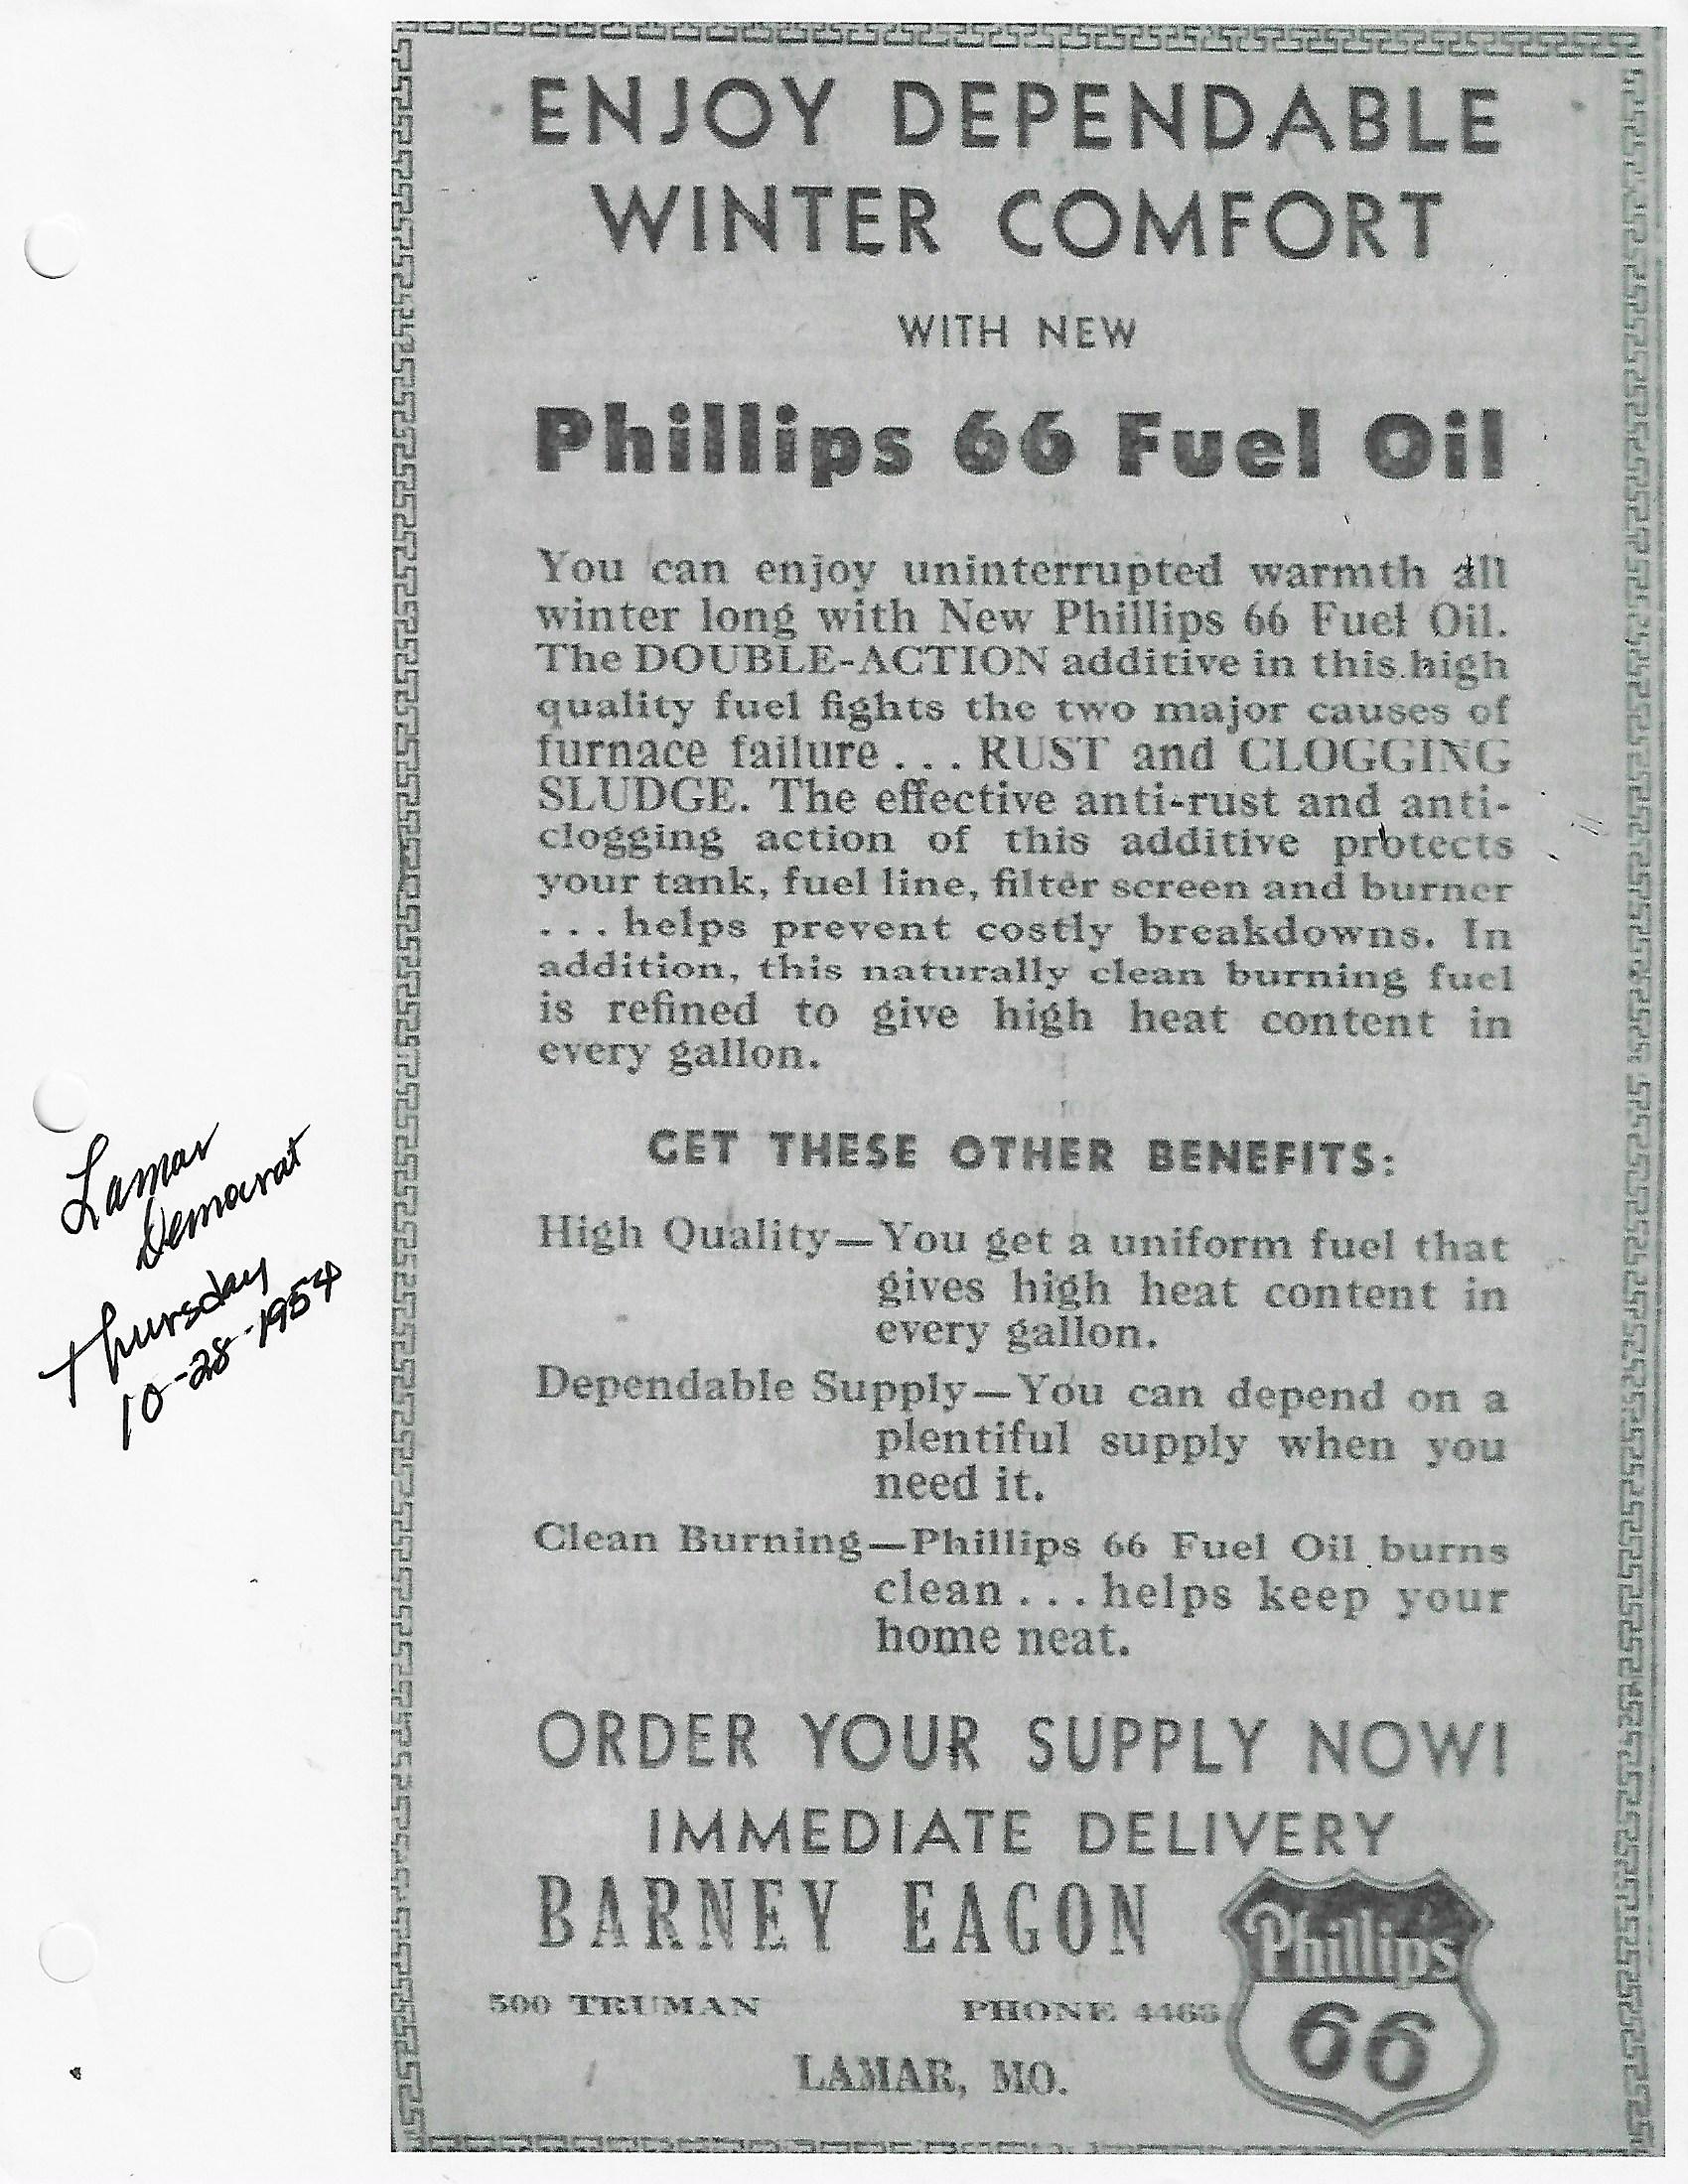 ENJOY DEPENDABLE
WINTER COMFORT
WITH NEW
Phillips 66 Fuel Oil
You can enjoy uninterrupted warmth all
winter long with New Phillips 66 Fuel Oil.
The DOUBLE-ACTION additive in this high
quality fuel fights the two major causes of
furnace failure . . . RUST and CLOGGING
SLUDGE. The effective anti-rust and anti-
clogging action of this additive protects
your tank, fuel line, filter screen and burner
. . . helps prevent costly breakdowns. In
addition, this naturally clean burning fuel
is refined to give high heat content in
every gallon.
GET THESE OTHER BENEFITS:
High Quality—You get a uniform fuel that
gives high heat content in
every gallon.
Dependable Supply—You can depend on a
plentiful supply when you
need it.
Clean Burning—Phillips 66 Fuel Oil burns
clean . . . helps keep your
home neat.
ORDER YOUR SUPPLY NOW!
IMMEDIATE DELIVERY
BARNEY EAGON
500 TRUMAN PHONE 4468
LAMAR, MO.
Phillips
66
Lamar
Democrat
Thursday
10-28-1954